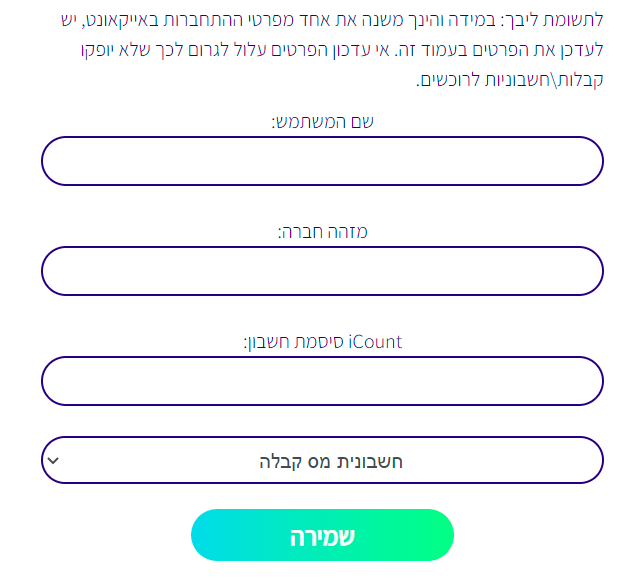 לתשומת ליבך: במידה והינך משנה את אחד מפרטי ההתחברות באייקאונט, יש
לעדכן את הפרטים בעמוד זה. אי עדכון הפרטים עלול לגרום לכך שלא יופקו
קבלות\חשבוניות לרוכשים.
שם המשתמש:
מזהה חברה:
iCount סיסמת חשבון:
חשבונית מס קבלה
שמירה